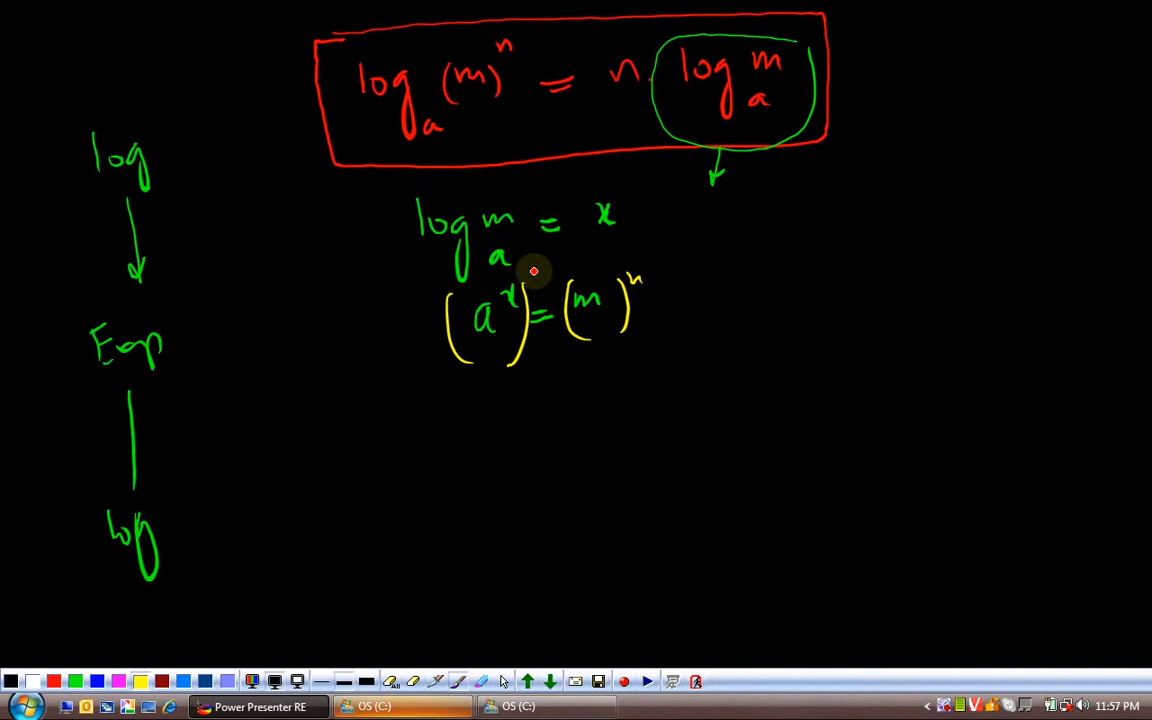 log_a (m)^n = n. log_a m
log
log_a m = x
(a^x) = (m)^n
Exp
log
Power Presenter RE
OS (C:)
OS (C:)
11:57 PM